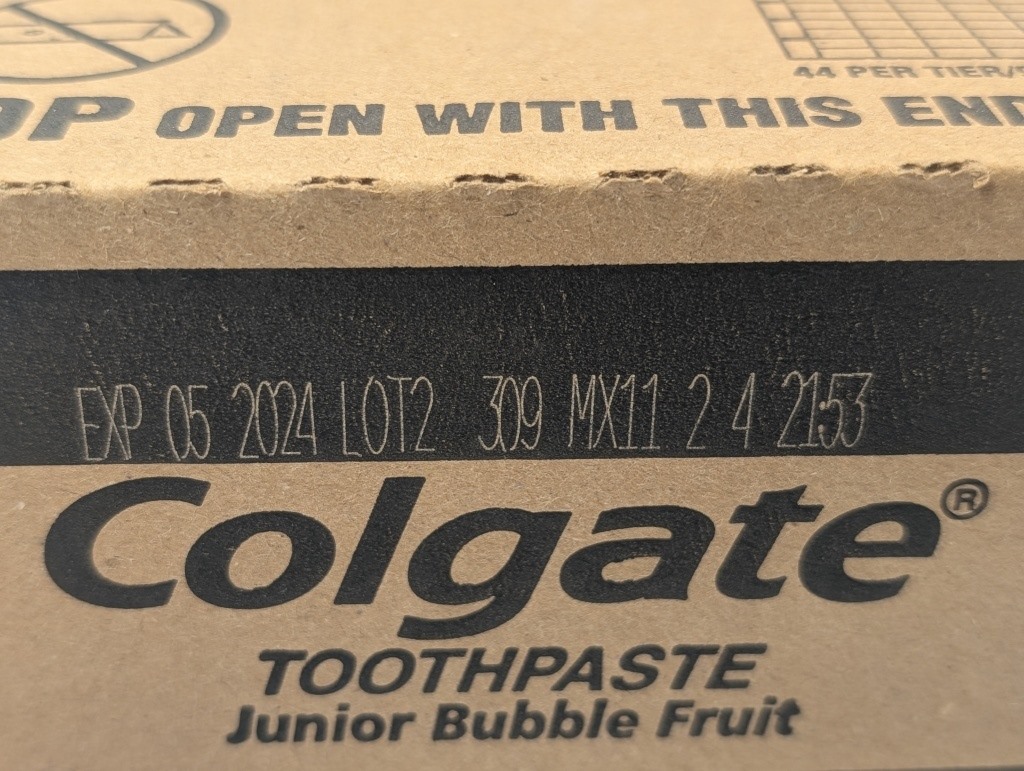 44 PER TIER/
OPEN WITH THIS END
EXP 05 2024 LOT2 309 MX11 2 4 21:53
Colgate®
TOOTHPASTE
Junior Bubble Fruit